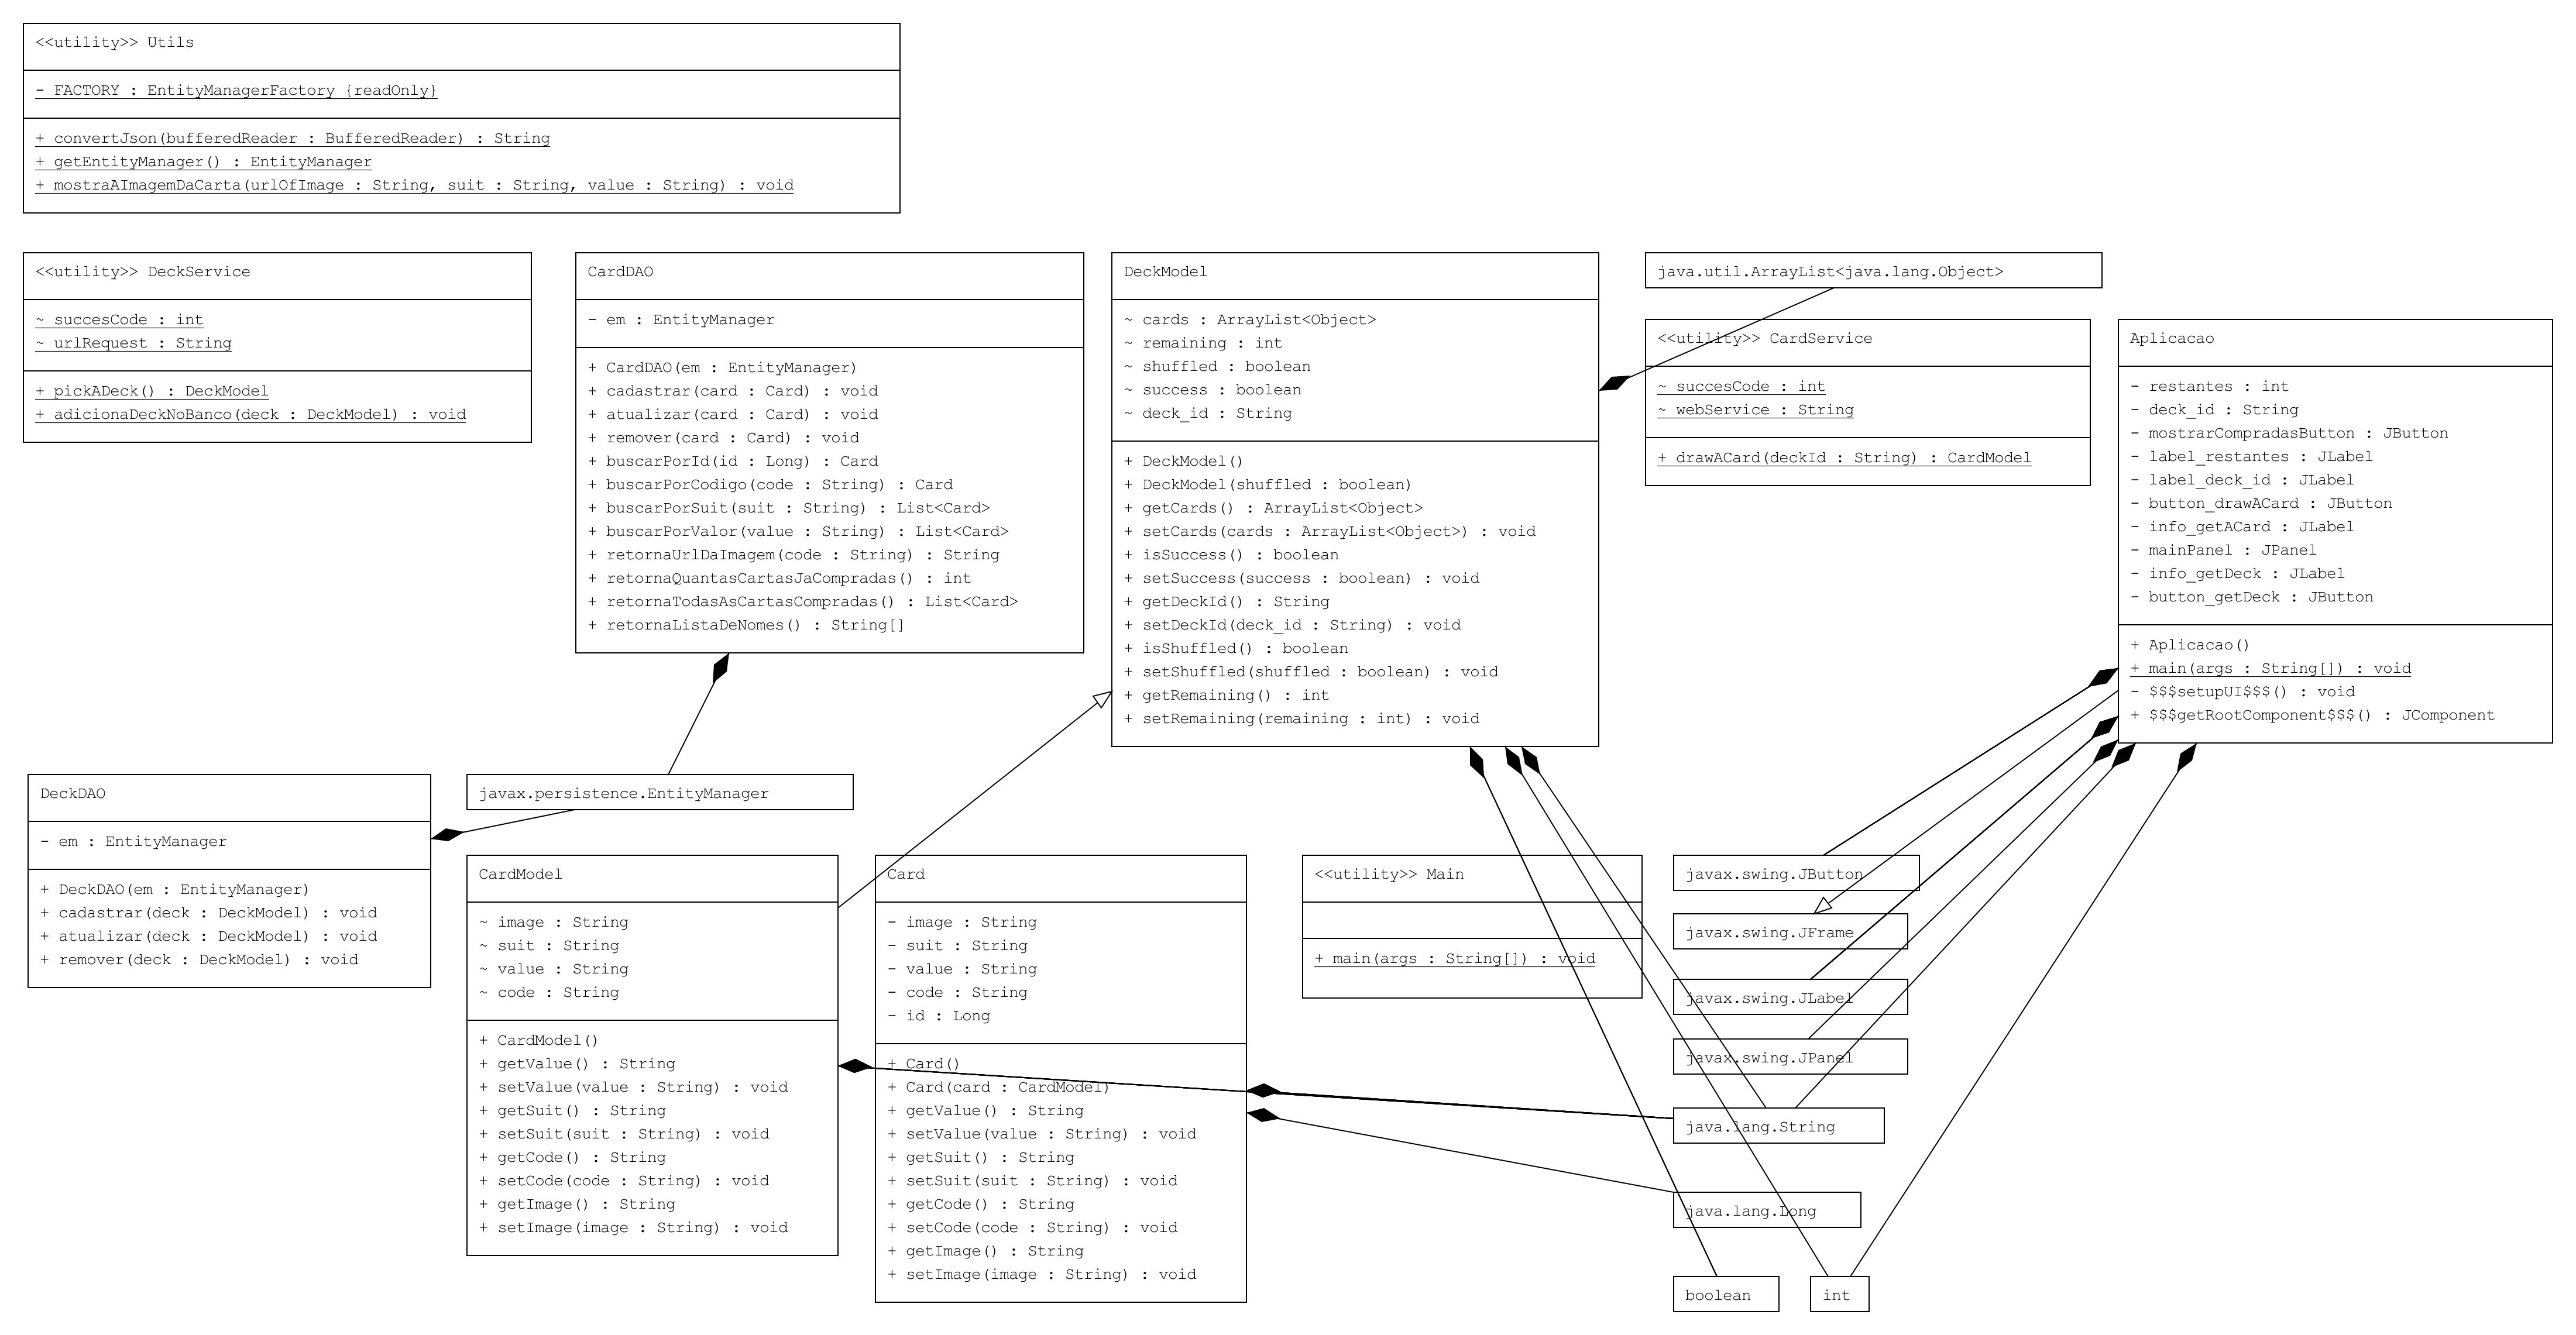 <<utility>> Utils
- FACTORY : EntityManagerFactory {readOnly}
+ convertJson(bufferedReader : BufferedReader) : String
+ getEntityManager() : EntityManager
+ mostraAImagemDaCarta(urlOfImage : String, suit : String, value : String) : void
<<utility>> DeckService
~ succesCode : int
~ urlRequest : String
+ pickADeck() : DeckModel
+ adicionaDeckNoBanco(deck : DeckModel) : void
CardDAO
- em : EntityManager
+ CardDAO(em : EntityManager)
+ cadastrar(card : Card) : void
+ atualizar(card : Card) : void
+ remover(card : Card) : void
+ buscarPorId(id : Long) : Card
+ buscarPorCodigo(code : String) : Card
+ buscarPorSuit(suit : String) : List<Card>
+ buscarPorValor(value : String) : List<Card>
+ retornaUrlDaImagem(code : String) : String
+ retornaQuantasCartasJaCompradas() : int
+ retornaTodasAsCartasCompradas() : List<Card>
+ retornaListaDeNomes() : String[]
DeckModel
~ cards : ArrayList<Object>
~ remaining : int
~ shuffled : boolean
~ success : boolean
~ deck_id : String
+ DeckModel()
+ DeckModel(shuffled : boolean)
+ getCards() : ArrayList<Object>
+ setCards(cards : ArrayList<Object>) : void
+ isSuccess() : boolean
+ setSuccess(success : boolean) : void
+ getDeckId() : String
+ setDeckId(deck_id : String) : void
+ isShuffled() : boolean
+ setShuffled(shuffled : boolean) : void
+ getRemaining() : int
+ setRemaining(remaining : int) : void
java.util.ArrayList<java.lang.Object>
<<utility>> CardService
~ succesCode : int
~ webService : String
+ drawACard(deckId : String) : CardModel
Aplicacao
- restantes : int
- deck_id : String
- mostrarCompradasButton : JButton
- label_restantes : JLabel
- label_deck_id : JLabel
- button_drawACard : JButton
- info_getACard : JLabel
- mainPanel : JPanel
- info_getDeck : JLabel
- button_getDeck : JButton
+ Aplicacao()
+ main(args : String[]) : void
- $$$setupUI$$$() : void
+ $$$getRootComponent$$$() : JComponent
DeckDAO
- em : EntityManager
+ DeckDAO(em : EntityManager)
+ cadastrar(deck : DeckModel) : void
+ atualizar(deck : DeckModel) : void
+ remover(deck : DeckModel) : void
javax.persistence.EntityManager
CardModel
~ image : String
~ suit : String
~ value : String
~ code : String
+ CardModel()
+ getValue() : String
+ setValue(value : String) : void
+ getSuit() : String
+ setSuit(suit : String) : void
+ getCode() : String
+ setCode(code : String) : void
+ getImage() : String
+ setImage(image : String) : void
Card
- image : String
- suit : String
- value : String
- code : String
- id : Long
+ Card()
+ Card(card : CardModel)
+ getValue() : String
+ setValue(value : String) : void
+ getSuit() : String
+ setSuit(suit : String) : void
+ getCode() : String
+ setCode(code : String) : void
+ getImage() : String
+ setImage(image : String) : void
<<utility>> Main
+ main(args : String[]) : void
javax.swing.JButton
javax.swing.JFrame
javax.swing.JLabel
javax.swing.JPanel
java.lang.String
java.lang.Long
boolean
int